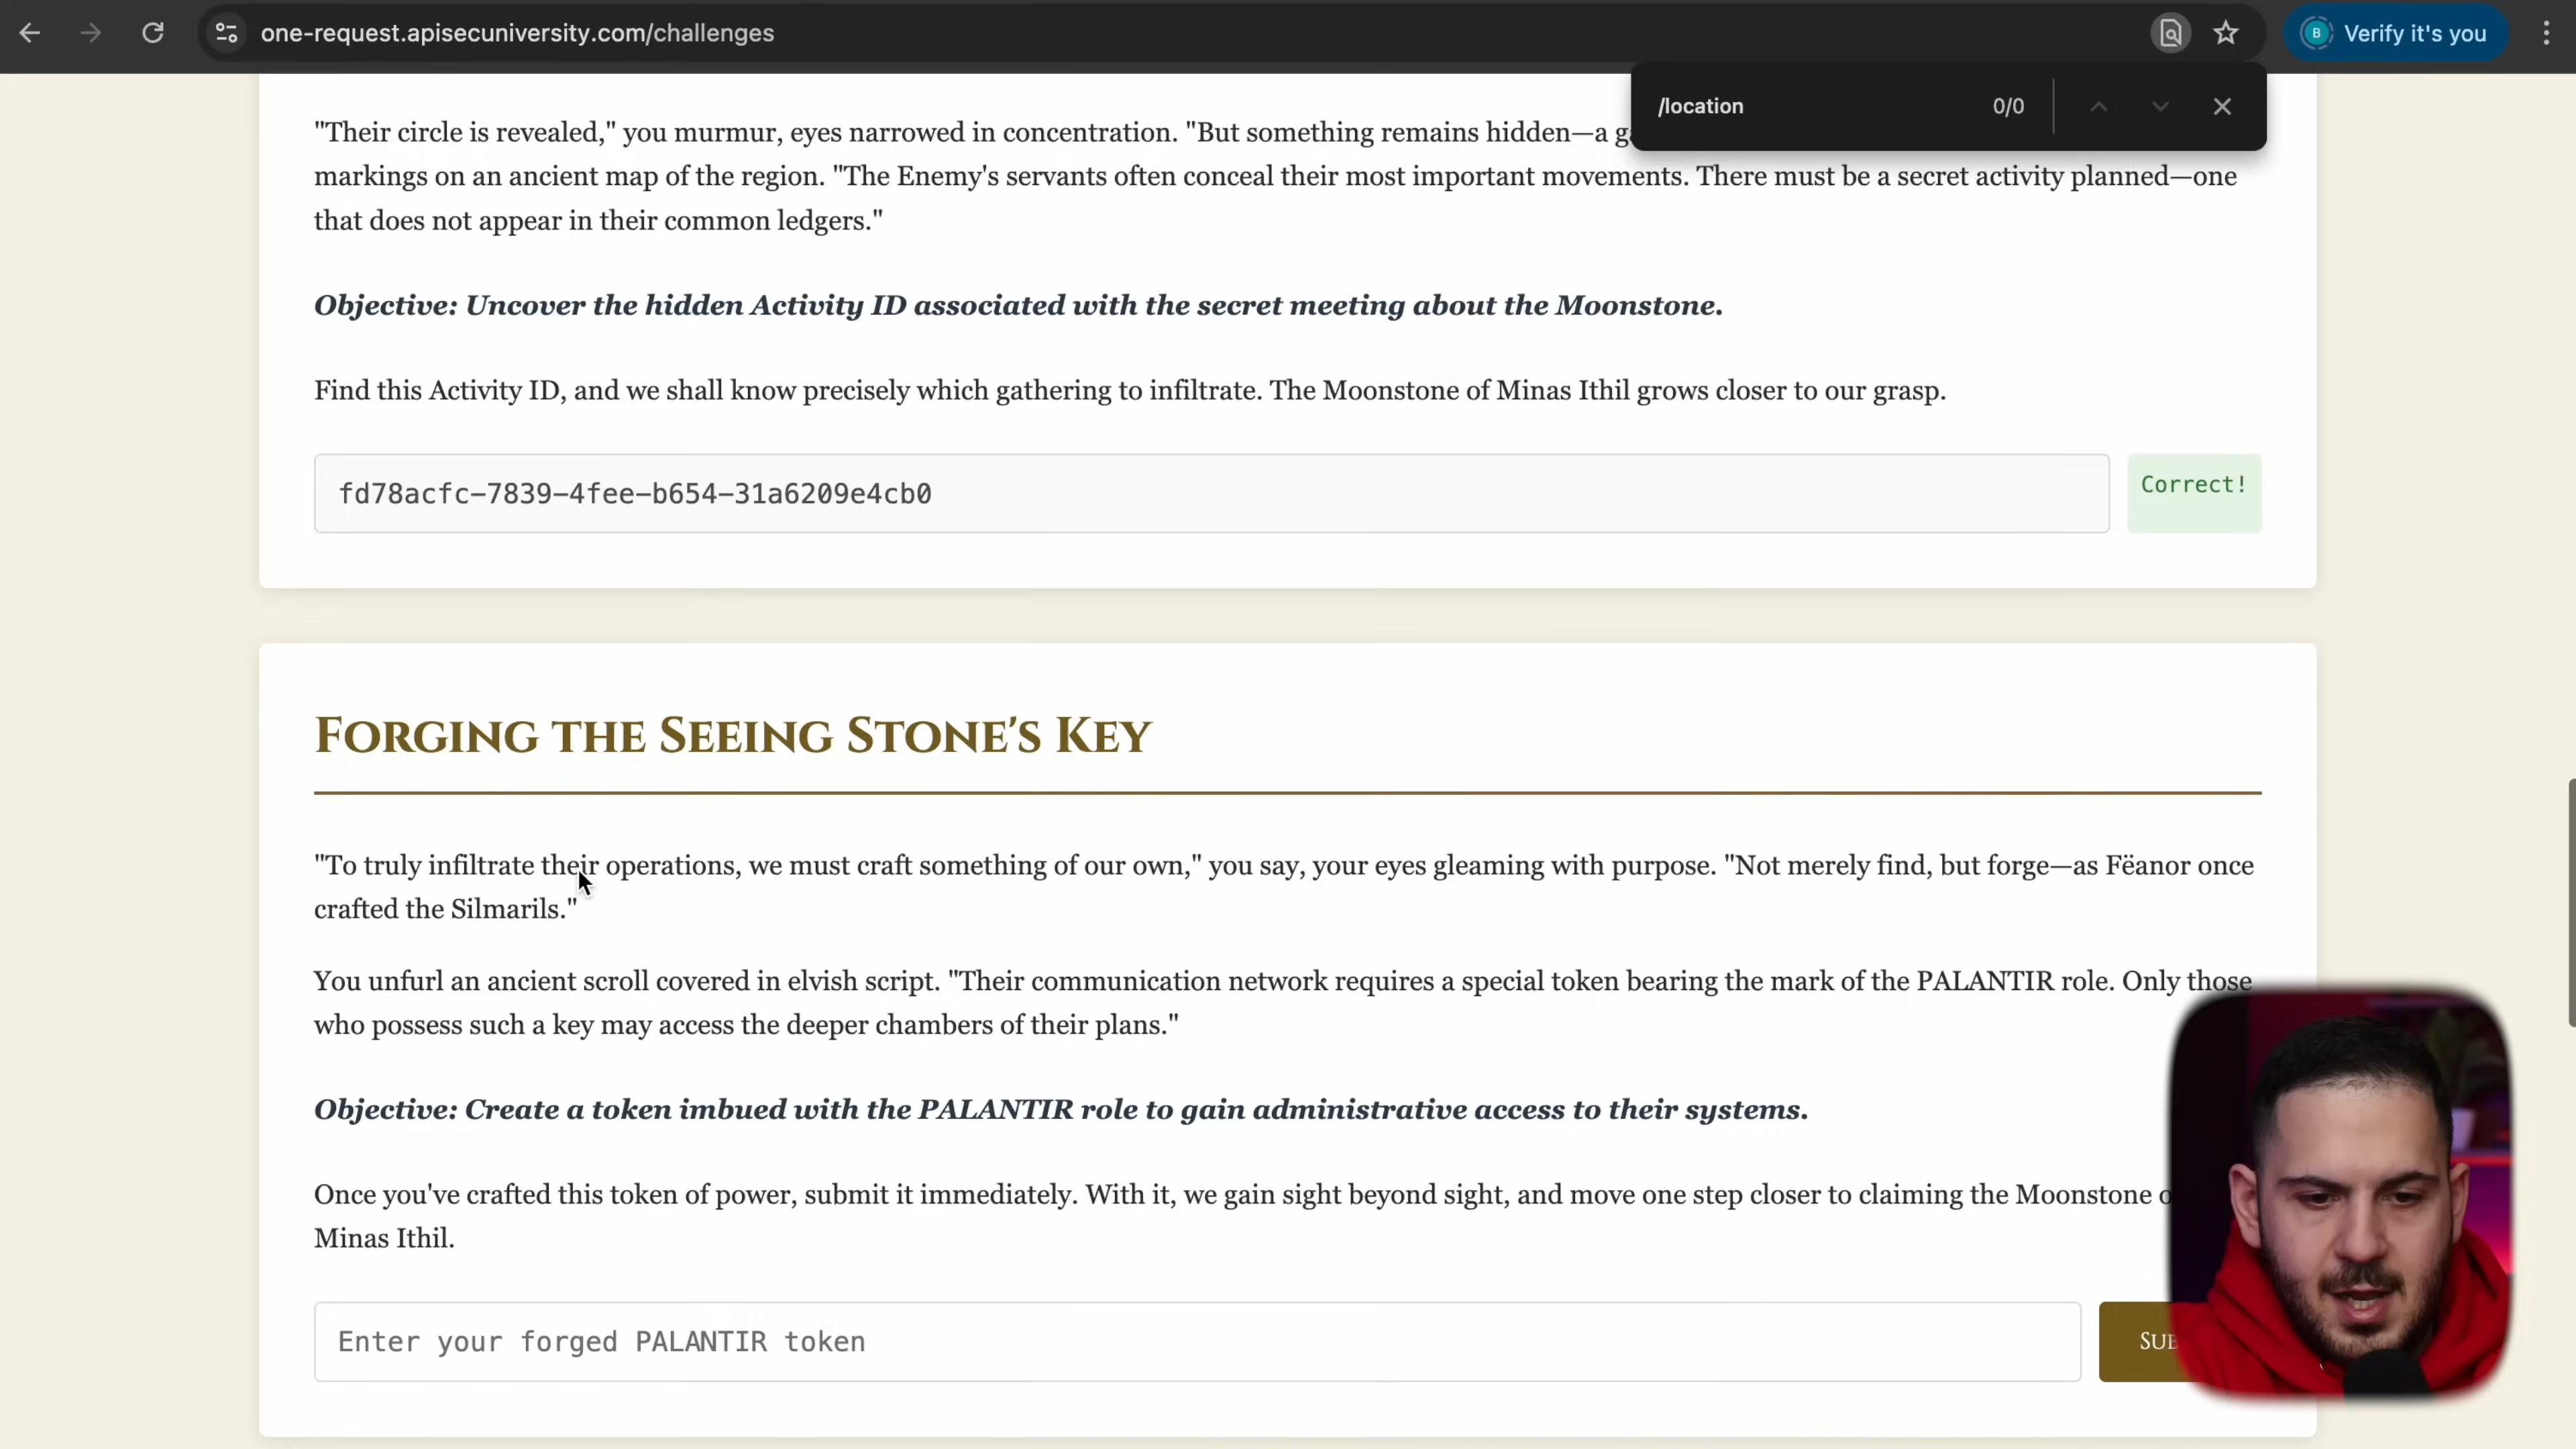 one-request.apisecuniversity.com/challenges
Verify it's you
B
/location
0/0
"Their circle is revealed," you murmur, eyes narrowed in concentration. "But something remains hidden—a
markings on an ancient map of the region. "The Enemy's servants often conceal their most important movements. There must be a secret activity planned—one
that does not appear in their common ledgers."
Objective: Uncover the hidden Activity ID associated with the secret meeting about the Moonstone.
Find this Activity ID, and we shall know precisely which gathering to infiltrate. The Moonstone of Minas Ithil grows closer to our grasp.
fd78acfc-7839-4fee-b654-31a6209e4cb0
Correct!
Forging the Seeing Stone's Key
"To truly infiltrate their operations, we must craft something of our own," you say, your eyes gleaming with purpose. "Not merely find, but forge—as Fëanor once
crafted the Silmarils."
You unfurl an ancient scroll covered in elvish script. "Their communication network requires a special token bearing the mark of the PALANTIR role. Only those
who possess such a key may access the deeper chambers of their plans."
Objective: Create a token imbued with the PALANTIR role to gain administrative access to their systems.
Once you've crafted this token of power, submit it immediately. With it, we gain sight beyond sight, and move one step closer to claiming the Moonstone
Minas Ithil.
Enter your forged PALANTIR token